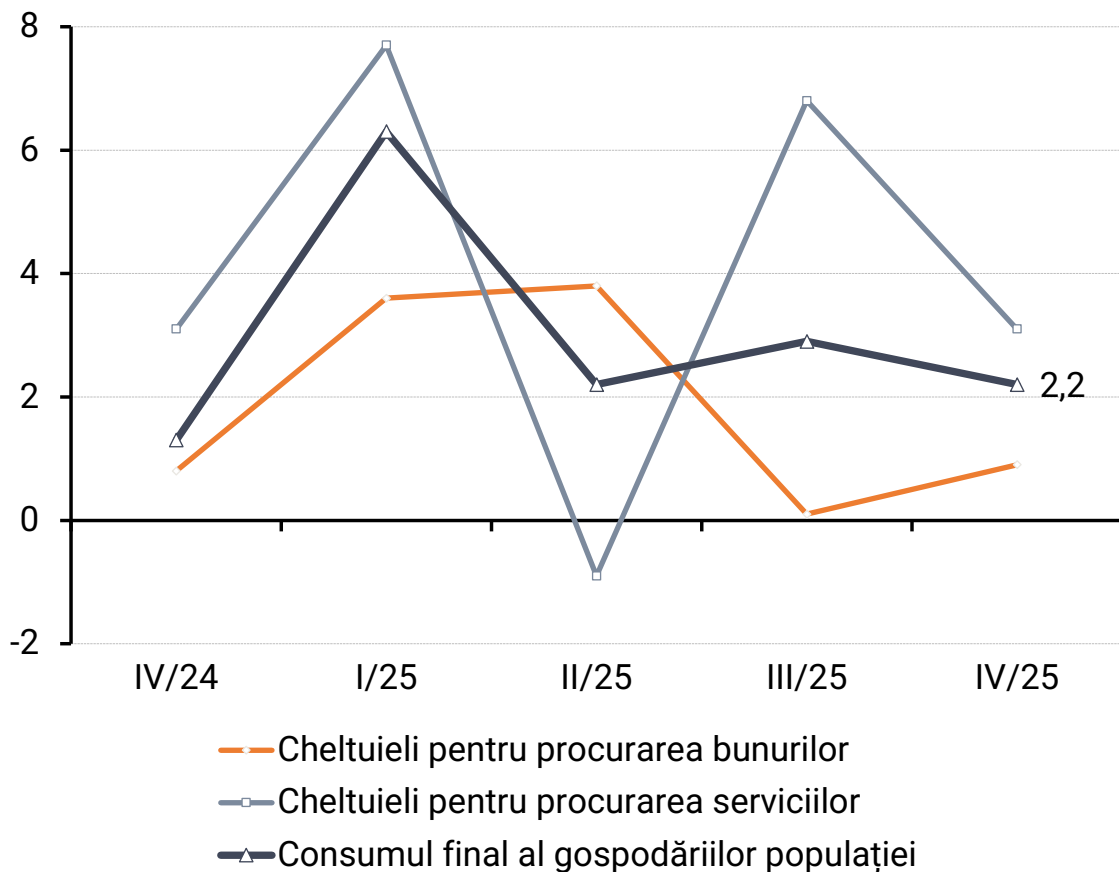 8
6
4
2
2,2
0
-2
IV/24 I/25 II/25 III/25 IV/25
Cheltuieli pentru procurarea bunurilor
Cheltuieli pentru procurarea serviciilor
Consumul final al gospodăriilor populației